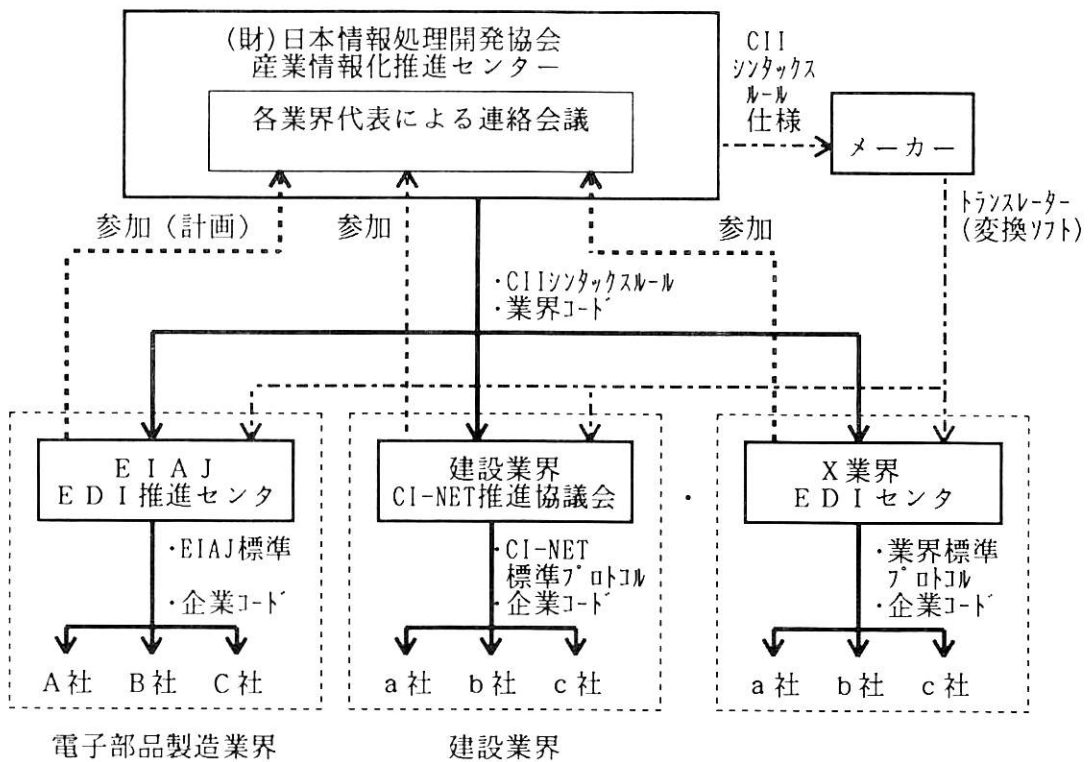 (財)日本情報処理開発協会
産業情報化推進センター
各業界代表による連絡会議
CII
シンタックス
ルール
仕様
メーカー
参加（計画）
参加
参加
トランスレーター
(変換ソフト)
・CIIシンタックスルール
・業界コード
EIAJ
EDI推進センタ
建設業界
CI-NET推進協議会
・
X業界
EDIセンタ
・EIAJ標準
・企業コード
・CI-NET
標準プロトコル
・企業コード
・業界標準
プロトコル
・企業コード
A社 B社 C社
a社 b社 c社
a社 b社 c社
電子部品製造業界
建設業界